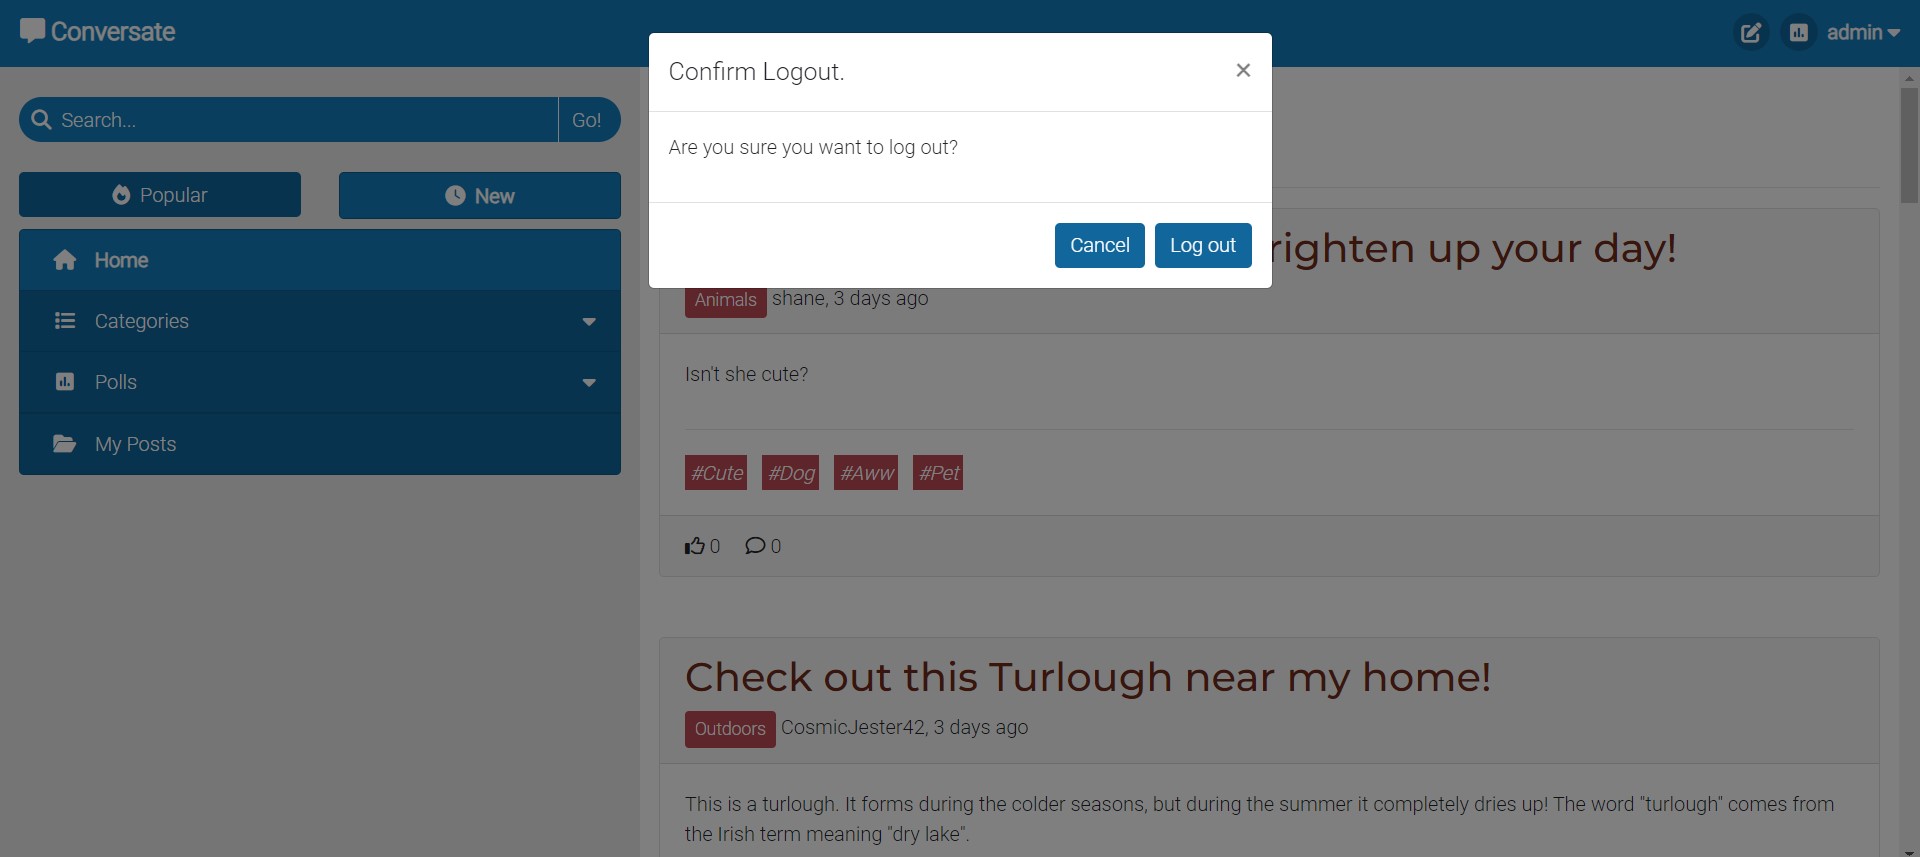 Conversate
admin
Confirm Logout.
×
Are you sure you want to log out?
Cancel
Log out
Search...
Go!
Popular
New
Home
Categories
Polls
My Posts
up your day!
Animals
shane, 3 days ago
Isn't she cute?
#Cute #Dog #Aww #Pet
0 0
Check out this Turlough near my home!
Outdoors
CosmicJester42, 3 days ago
This is a turlough. It forms during the colder seasons, but during the summer it completely dries up! The word "turlough" comes from
the Irish term meaning "dry lake".